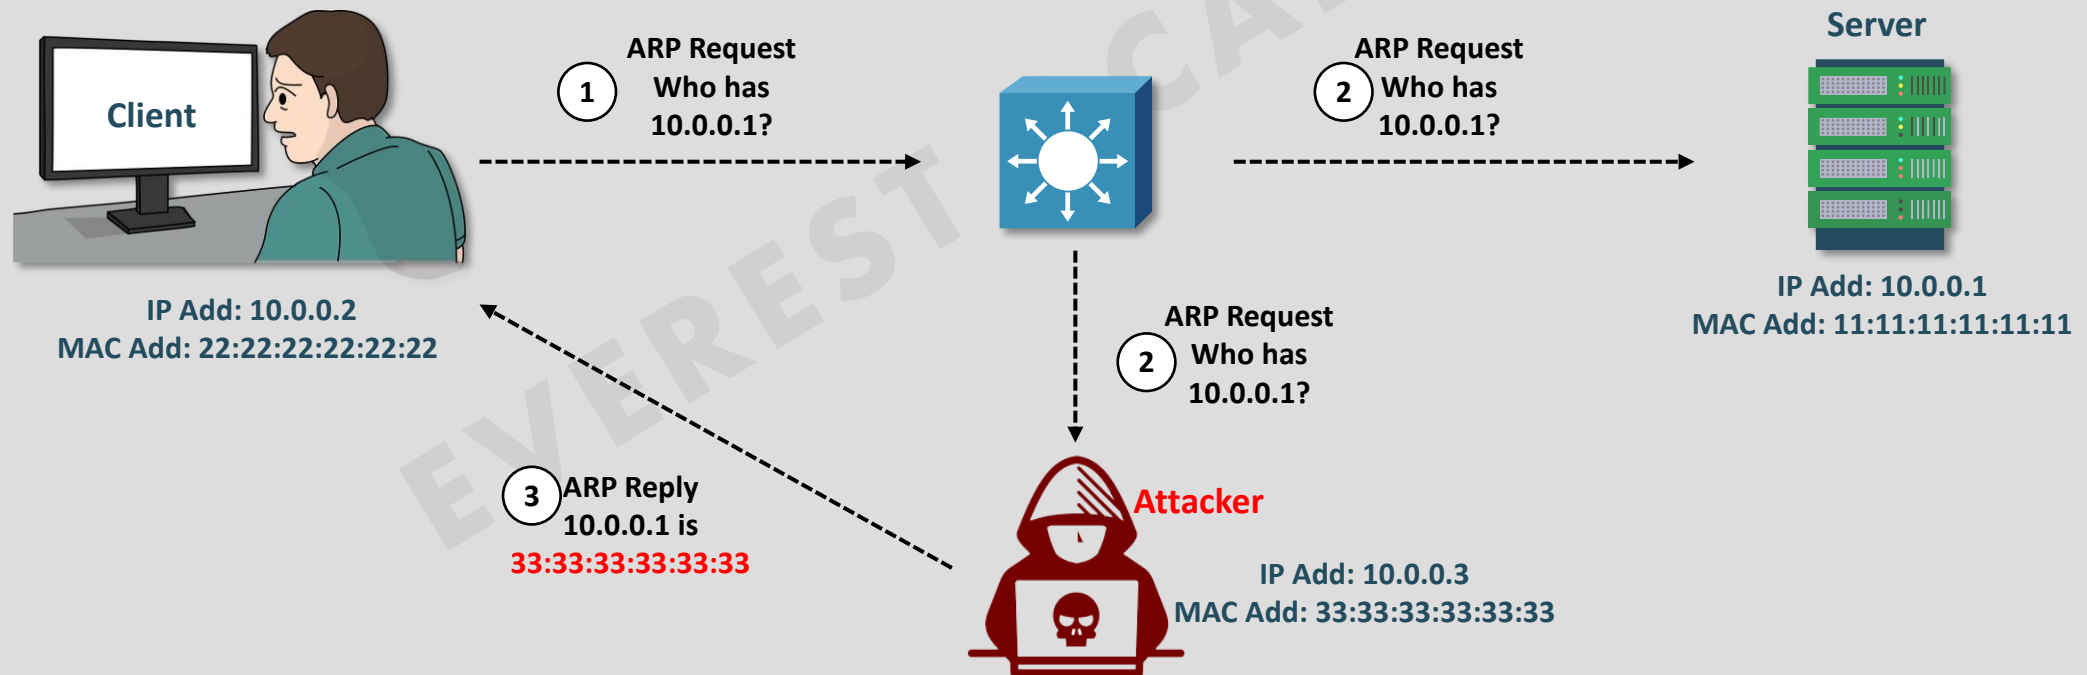 Client
IP Add: 10.0.0.2
MAC Add: 22:22:22:22:22:22
1
ARP Request
Who has
10.0.0.1?
2
ARP Request
Who has
10.0.0.1?
Server
IP Add: 10.0.0.1
MAC Add: 11:11:11:11:11:11
2
ARP Request
Who has
10.0.0.1?
3
ARP Reply
10.0.0.1 is
33:33:33:33:33:33
Attacker
IP Add: 10.0.0.3
MAC Add: 33:33:33:33:33:33
EVEREST